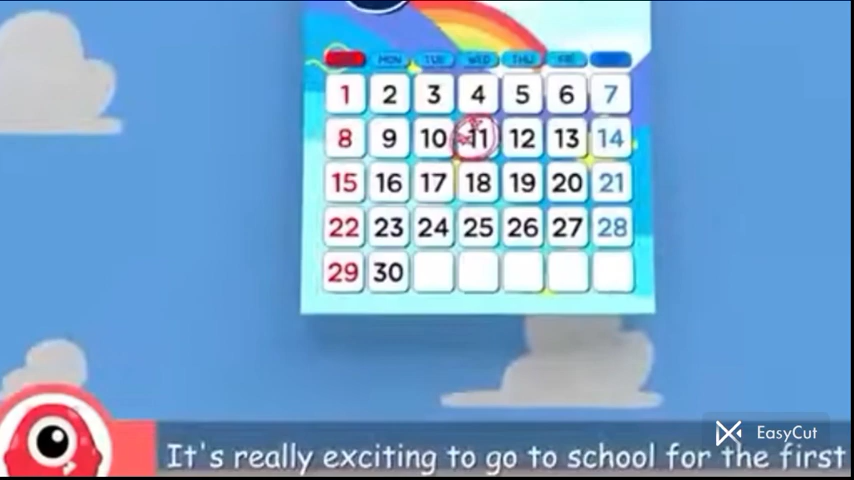 MON TUE WED THU FRI
1 2 3 4 5 6 7
8 9 10 11 12 13 14
15 16 17 18 19 20 21
22 23 24 25 26 27 28
29 30
EasyCut
It's really exciting to go to school for the first